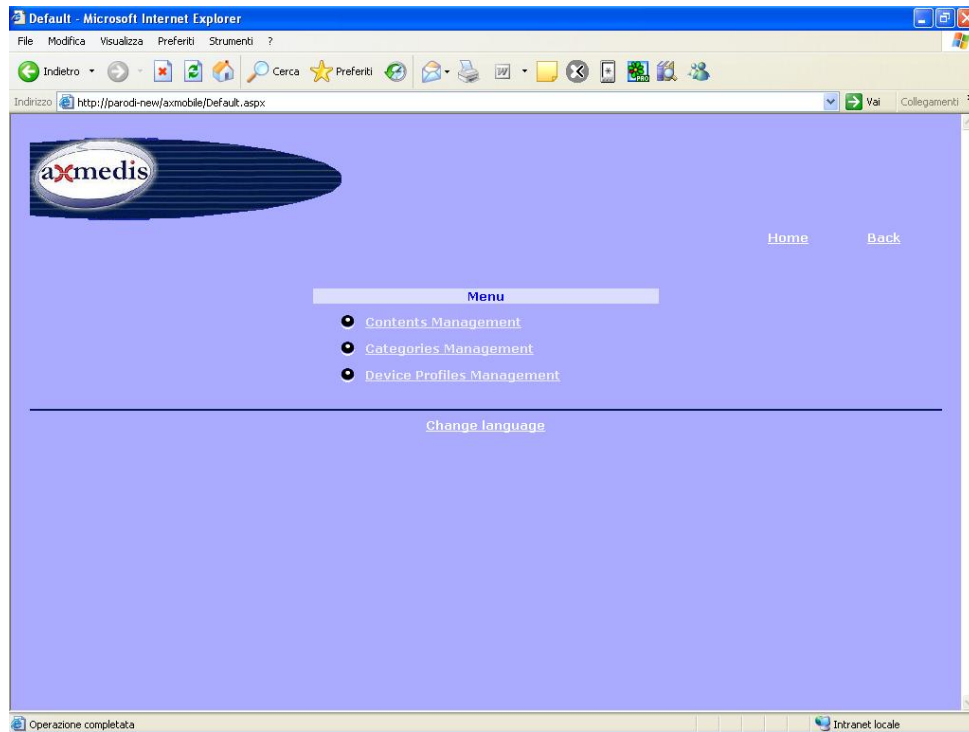 Default - Microsoft Internet Explorer
File Modifica Visualizza Preferiti Strumenti ?
Indietro Cerca Preferiti
Indirizzo http://parodi-new/axmobile/Default.aspx Vai Collegamenti
axmedis
Home Back
Menu
Contents Management
Categories Management
Device Profiles Management
Change language
Operazione completata Intranet locale